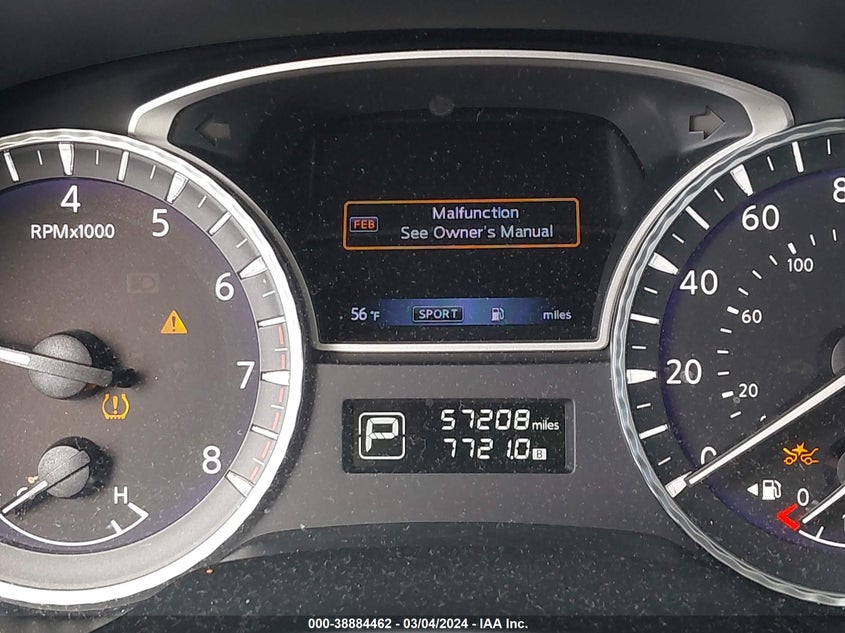 4
5
RPMx1000
6
7
8
H
Malfunction
FEB
See Owner's Manual
56 °F
SPORT
miles
P
57208 miles
7721.0 B
8
60
100
40
60
20
20
0
0
000-38884462 - 03/04/2024 - IAA Inc.